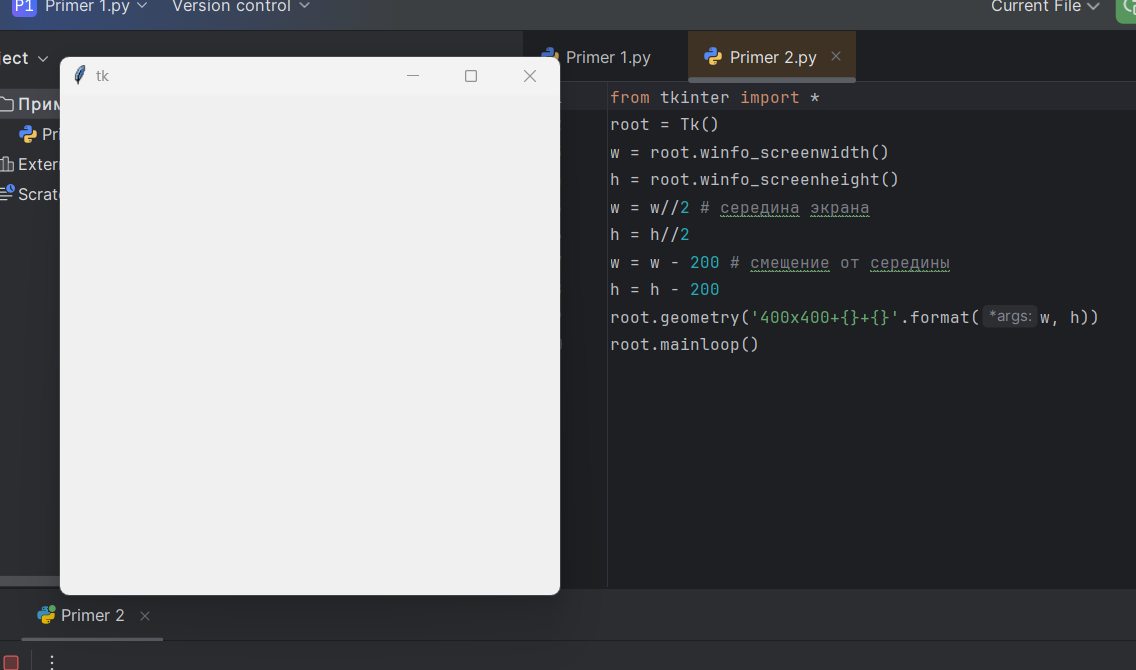 P1 Primer 1.py Version control Current File
ect
Primer 1.py
Primer 2.py
tk
Прим
Pri
Exter
Scrat
from tkinter import *
root = Tk()
w = root.winfo_screenwidth()
h = root.winfo_screenheight()
w = w//2 # середина экрана
h = h//2
w = w - 200 # смещение от середины
h = h - 200
root.geometry('400x400+{}+{}'.format( *args: w, h))
root.mainloop()
Primer 2